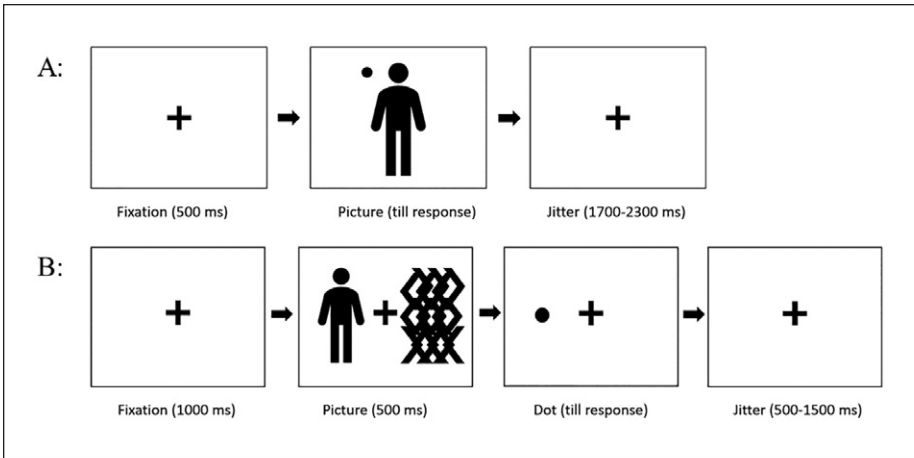 A:
Fixation (500 ms) Picture (till response) Jitter (1700-2300 ms)
B:
Fixation (1000 ms) Picture (500 ms) Dot (till response) Jitter (500-1500 ms)